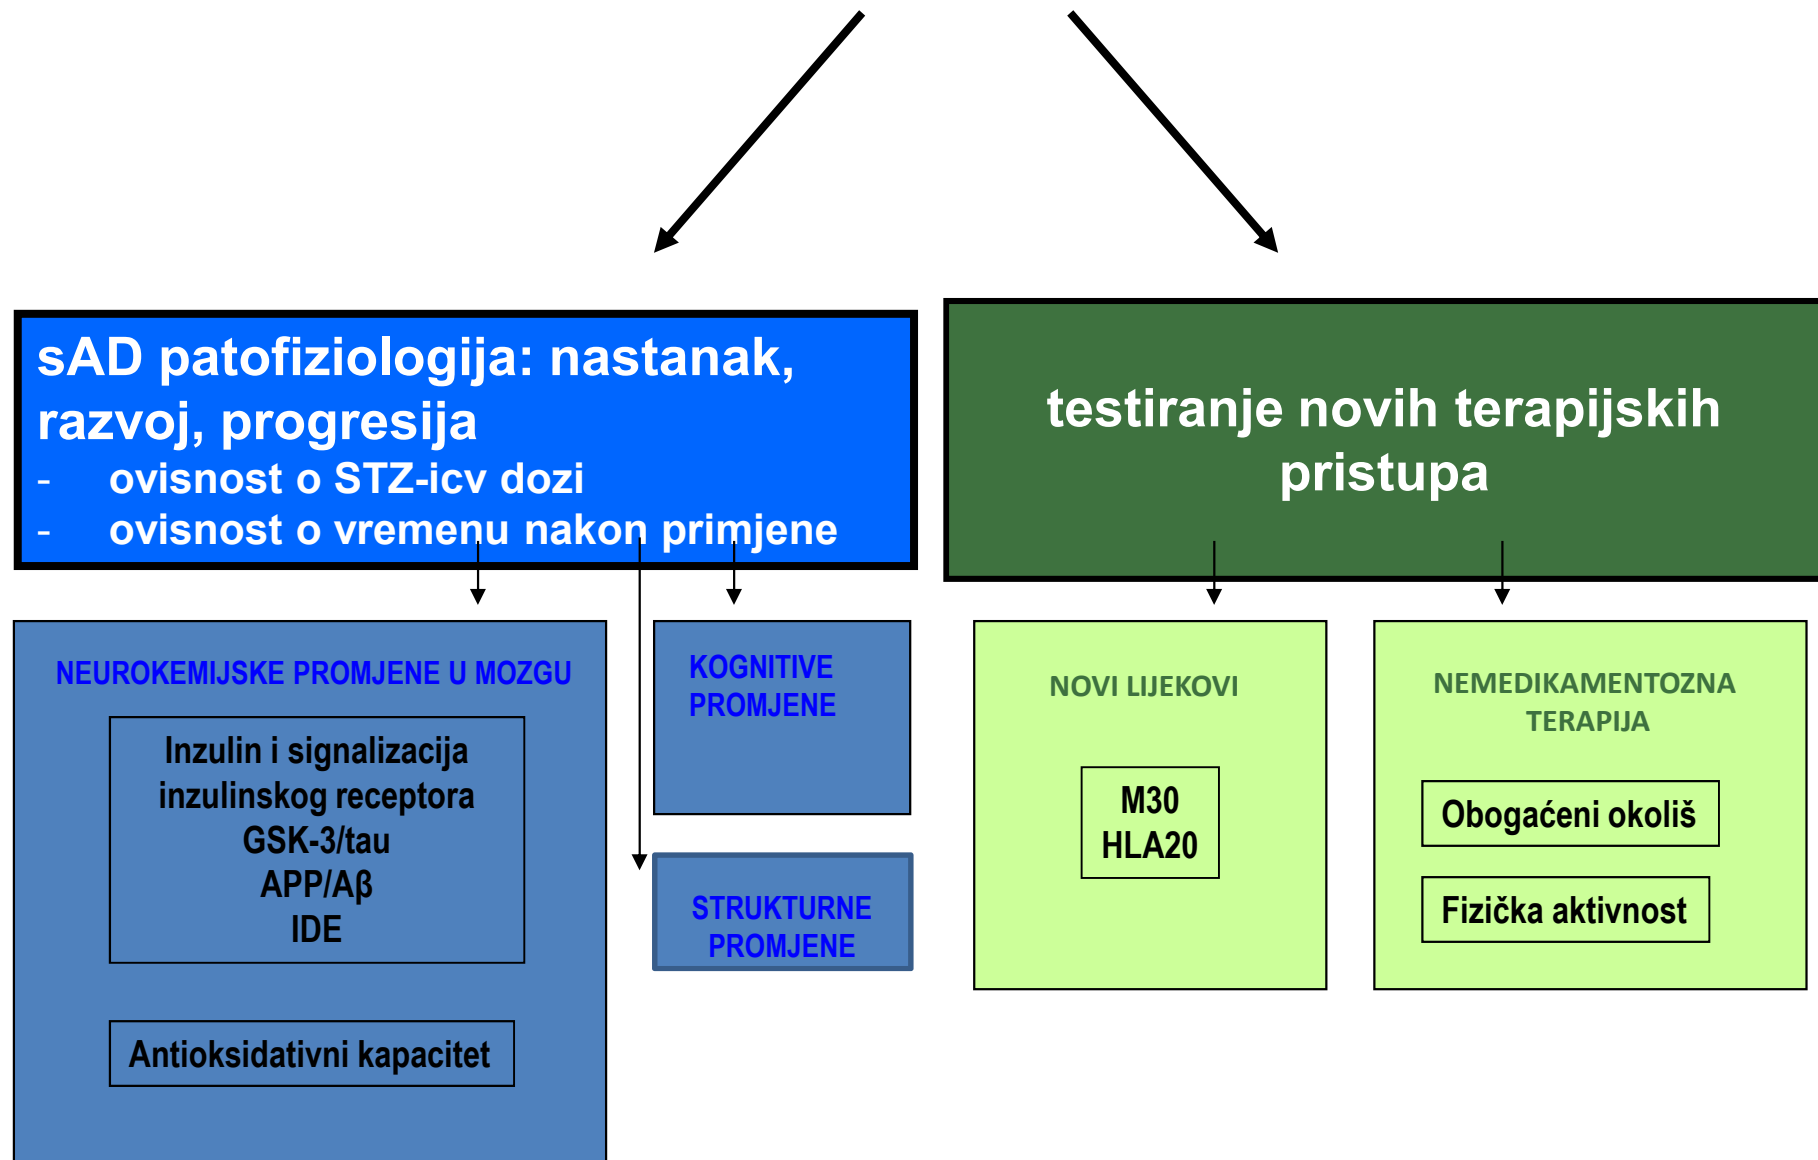 sAD patofiziologija: nastanak,
razvoj, progresija
- ovisnost o STZ-icv dozi
- ovisnost o vremenu nakon primjene
testiranje novih terapijskih
pristupa
NEUROKEMIJSKE PROMJENE U MOZGU
Inzulin i signalizacija
inzulinskog receptora
GSK-3/tau
APP/Aβ
IDE
Antioksidativni kapacitet
KOGNITIVE
PROMJENE
STRUKTURNE
PROMJENE
NOVI LIJEKOVI
M30
HLA20
NEMEDIKAMENTOZNA
TERAPIJA
Obogaćeni okoliš
Fizička aktivnost